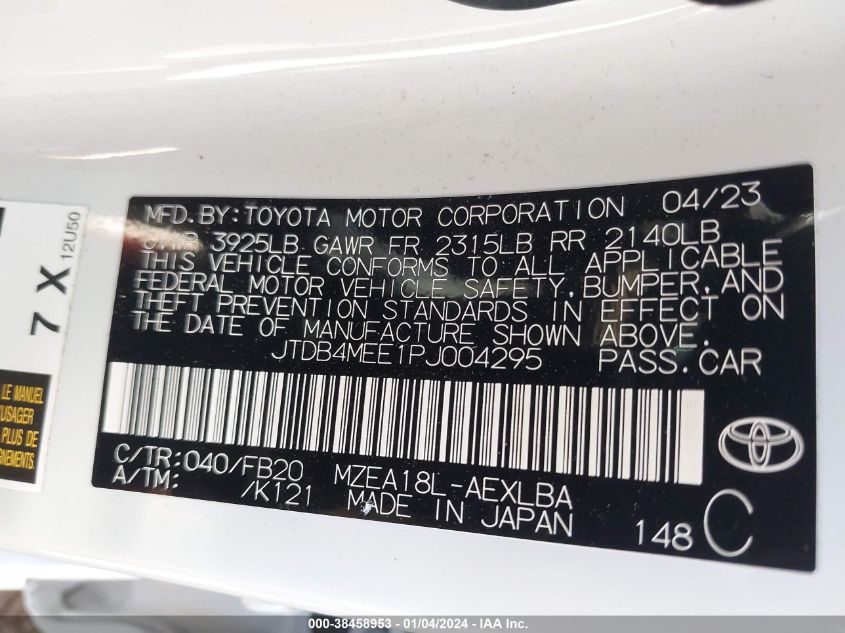 MFD. BY: TOYOTA MOTOR CORPORATION 04/23
GVWR 3925LB GAWR FR 2315LB RR 2140LB
THIS VEHICLE CONFORMS TO ALL APPLICABLE
FEDERAL MOTOR VEHICLE SAFETY, BUMPER, AND
THEFT PREVENTION STANDARDS IN EFFECT ON
THE DATE OF MANUFACTURE SHOWN ABOVE.
JTDB4MEE1PJ004295 PASS. CAR
C/TR: 040/FB20 MZEA18L-AEXLBA
A/TM: /K121 MADE IN JAPAN
148 C
7 X
12U50
LE MANUEL
USAGER
PLUS DE
GNEMENTS.
000-38458953 - 01/04/2024 - IAA Inc.